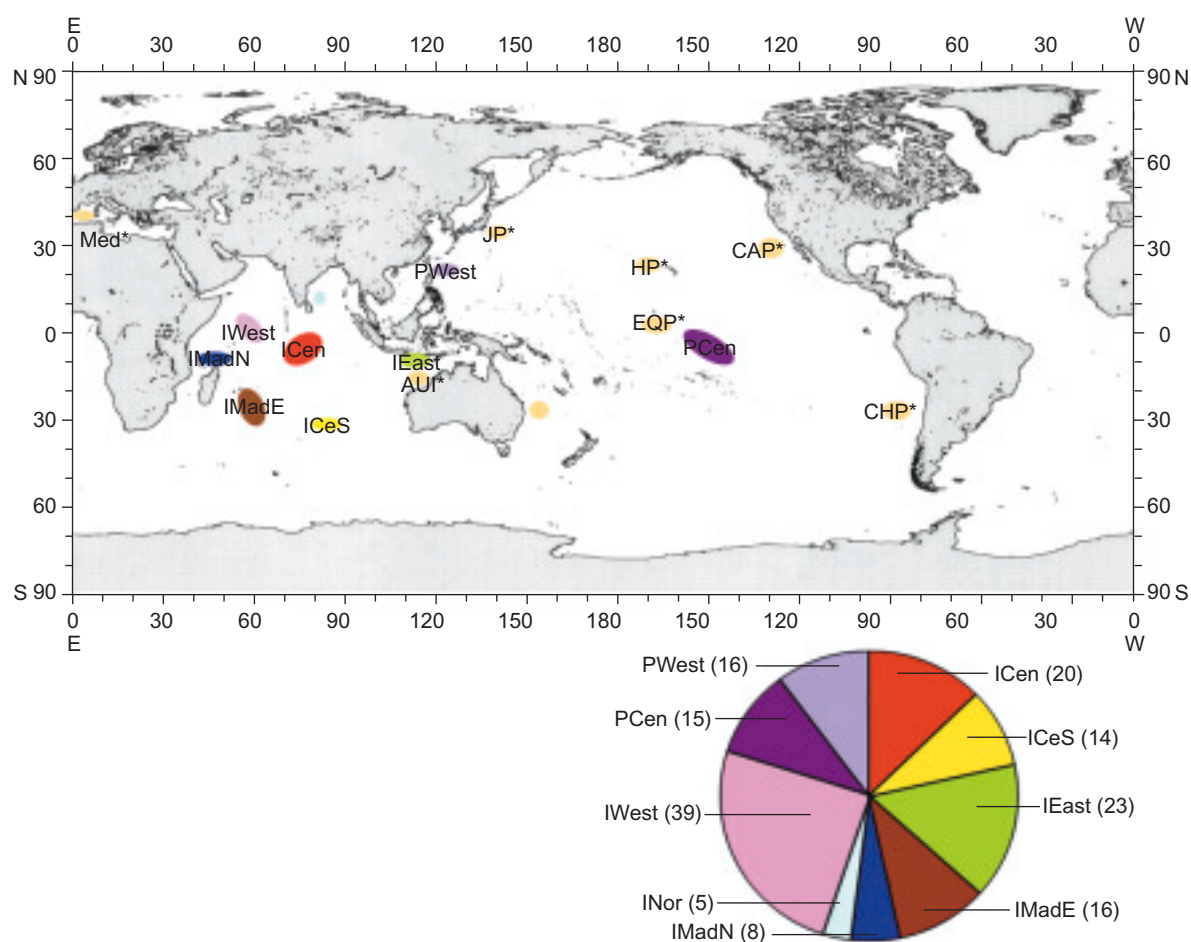 E W
0 30 60 90 120 150 180 150 120 90 60 30 0
N 90 90 N
60 60
30 30
0 0
30 30
60 60
S 90 90 S
Med*
JP*
CAP*
PWest
HP*
EQP*
IWest
ICen
PCen
IMadN
IEast
AUI*
IMadE
CHP*
ICeS
0 30 60 90 120 150 180 150 120 90 60 30 0
E W
PWest (16)
ICen (20)
PCen (15)
ICeS (14)
IWest (39)
IEast (23)
INor (5)
IMadE (16)
IMadN (8)